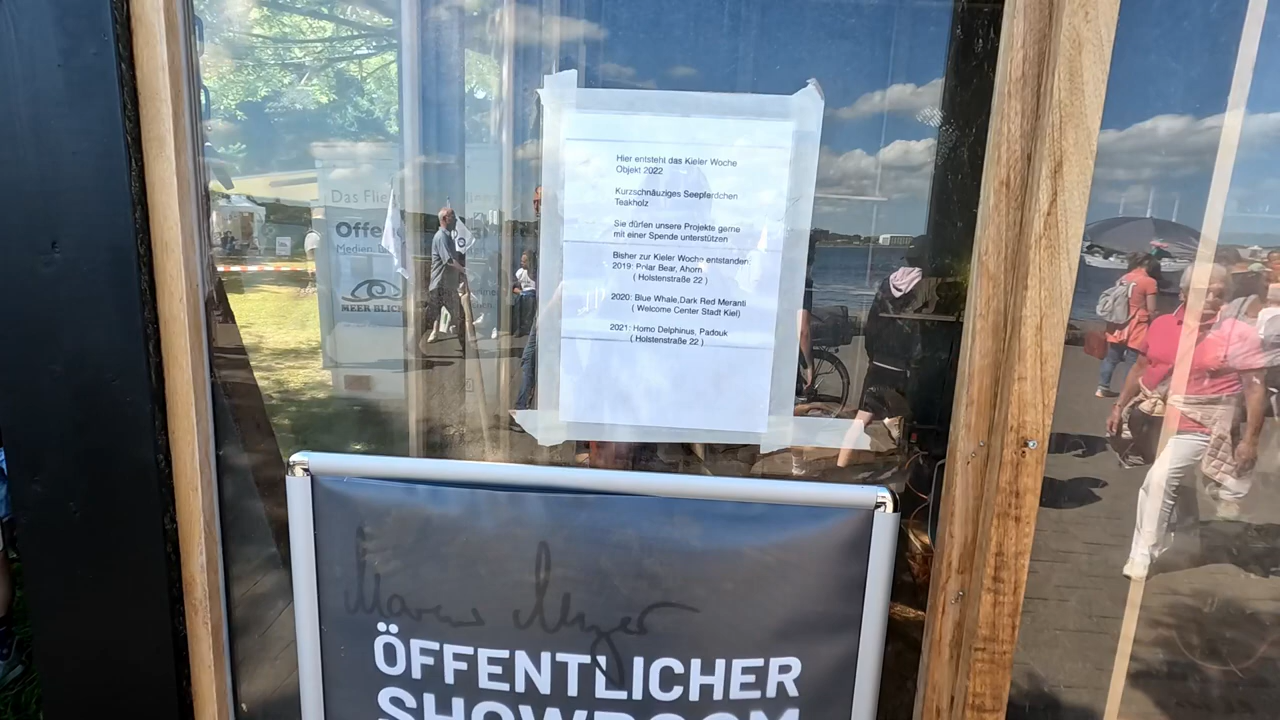 Hier entsteht das Kieler Woche
Objekt 2022
Kurzschnäuziges Seepferdchen
Teakholz
Sie dürfen unsere Projekte gerne
mit einer Spende unterstützen
Bisher zur Kieler Woche entstanden:
2019: Polar Bear, Ahorn
( Holstenstraße 22 )
2020: Blue Whale,Dark Red Meranti
( Welcome Center Stadt Kiel)
2021: Homo Delphinus, Padouk
( Holstenstraße 22 )
Das
MEER BLICK
ÖFFENTLICHER
SHOWROOM